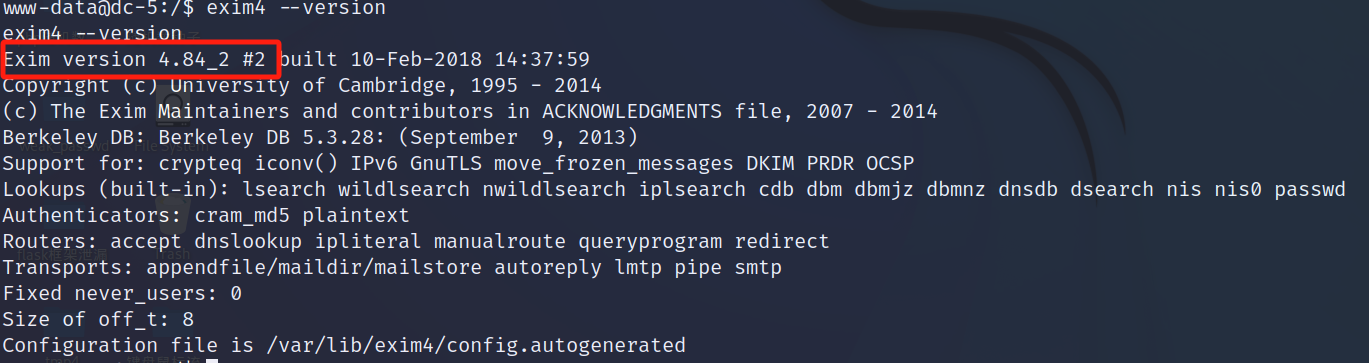 www-data@dc-5:/$ exim4 --version
exim4 --version
Exim version 4.84_2 #2 built 10-Feb-2018 14:37:59
Copyright (c) University of Cambridge, 1995 - 2014
(c) The Exim Maintainers and contributors in ACKNOWLEDGMENTS file, 2007 - 2014
Berkeley DB: Berkeley DB 5.3.28: (September  9, 2013)
Support for: crypteq iconv() IPv6 GnuTLS move_frozen_messages DKIM PRDR OCSP
Lookups (built-in): lsearch wildlsearch nwildlsearch iplsearch cdb dbm dbmjz dbmnz dnsdb dsearch nis nis0 passwd
Authenticators: cram_md5 plaintext
Routers: accept dnslookup ipliteral manualroute queryprogram redirect
Transports: appendfile/maildir/mailstore autoreply lmtp pipe smtp
Fixed never_users: 0
Size of off_t: 8
Configuration file is /var/lib/exim4/config.autogenerated
File System
Trash